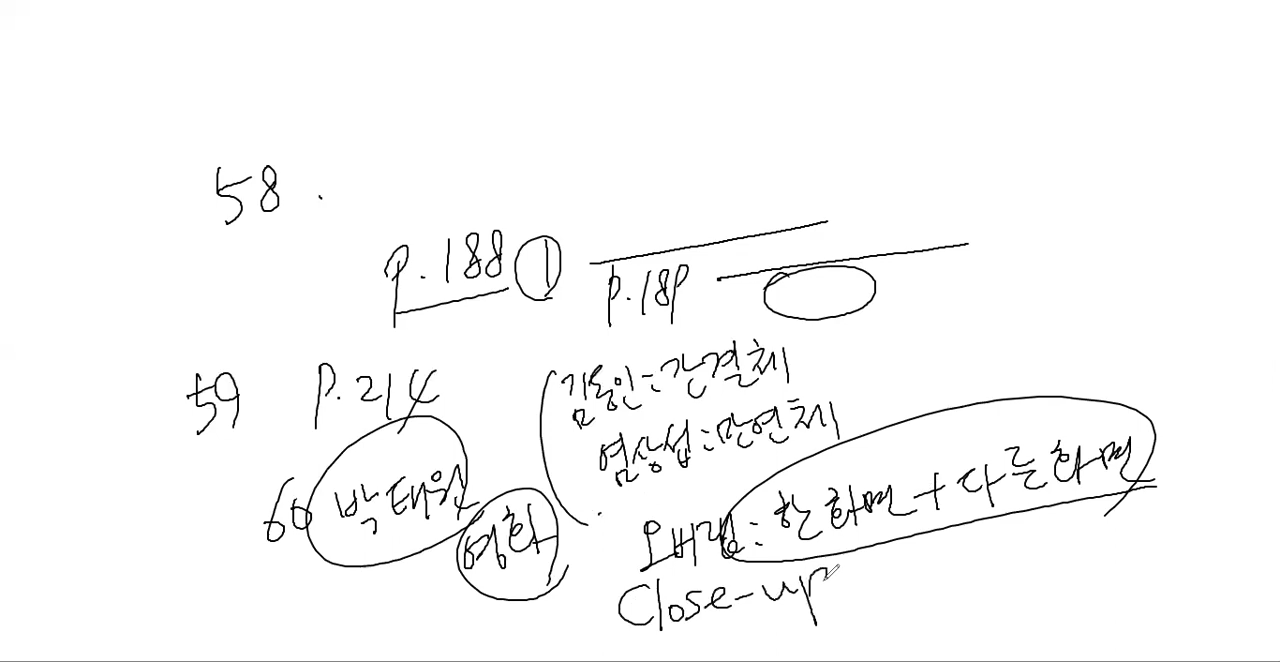 58.
P.188 ① P.189
59 P.214
김동인: 간결체
염상섭: 만연체
60 박태원 영화
오버랩: 한 화면 + 다른 화면
Close-up